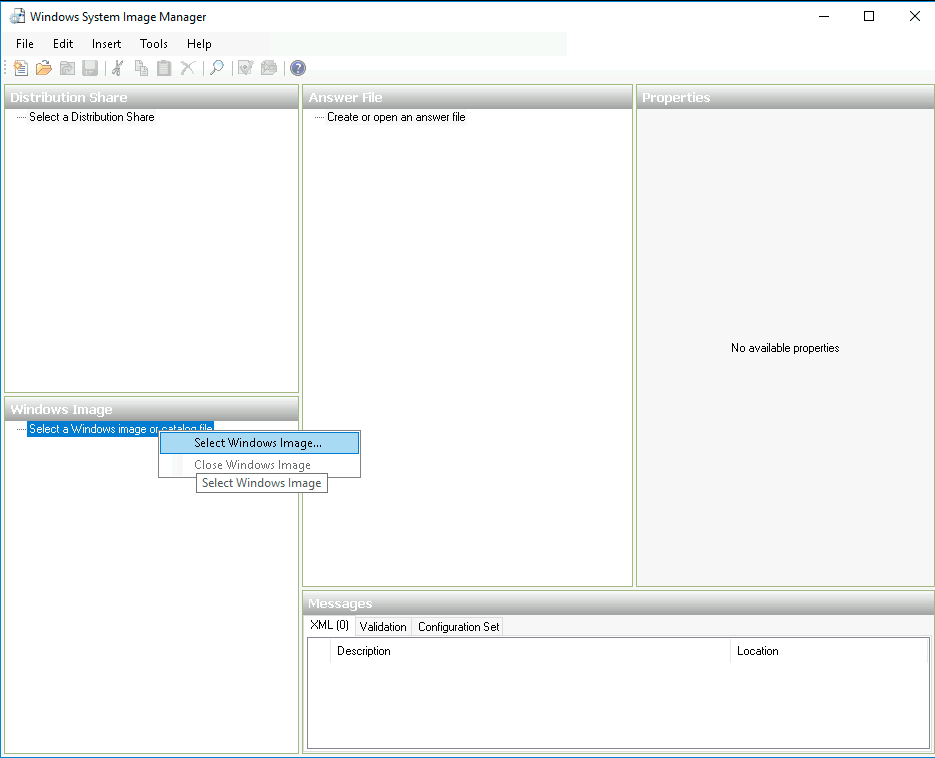 Windows System Image Manager
File Edit Insert Tools Help
Distribution Share
Select a Distribution Share
Answer File
Create or open an answer file
Properties
No available properties
Windows Image
Select a Windows image or catalog file
Select Windows Image...
Close Windows Image
Select Windows Image
Messages
XML (0) Validation Configuration Set
Description Location